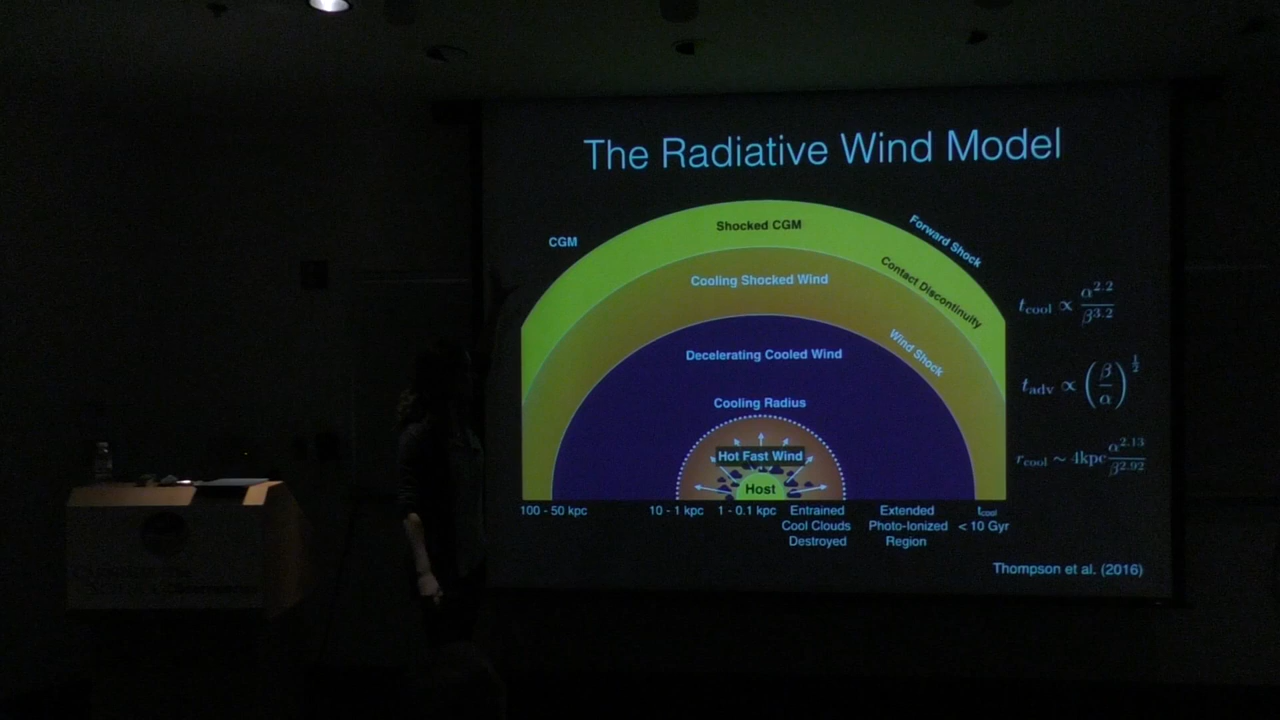 The Radiative Wind Model
CGM
Shocked CGM
Forward Shock
Cooling Shocked Wind
Contact Discontinuity
Decelerating Cooled Wind
Wind Shock
Cooling Radius
Hot Fast Wind
Host
100 - 50 kpc
10 - 1 kpc
1 - 0.1 kpc
Entrained
Cool Clouds
Destroyed
Extended
Photo-Ionized
Region
t_cool
< 10 Gyr
t_cool ∝ α^2.2 / β^3.2
t_adv ∝ (β / α)^1/2
r_cool ~ 4kpc α^2.13 / β^2.92
Thompson et al. (2016)